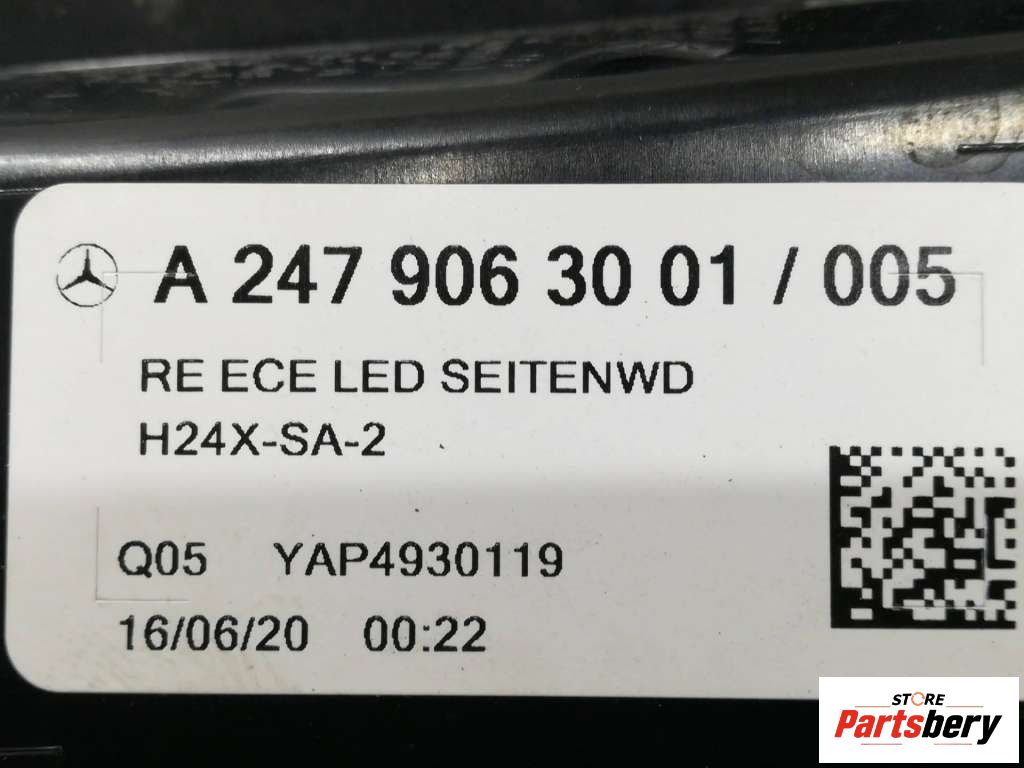 A 247 906 30 01 / 005
RE ECE LED SEITENWD
H24X-SA-2
Q05 YAP4930119
16/06/20 00:22
STORE
Partsbery